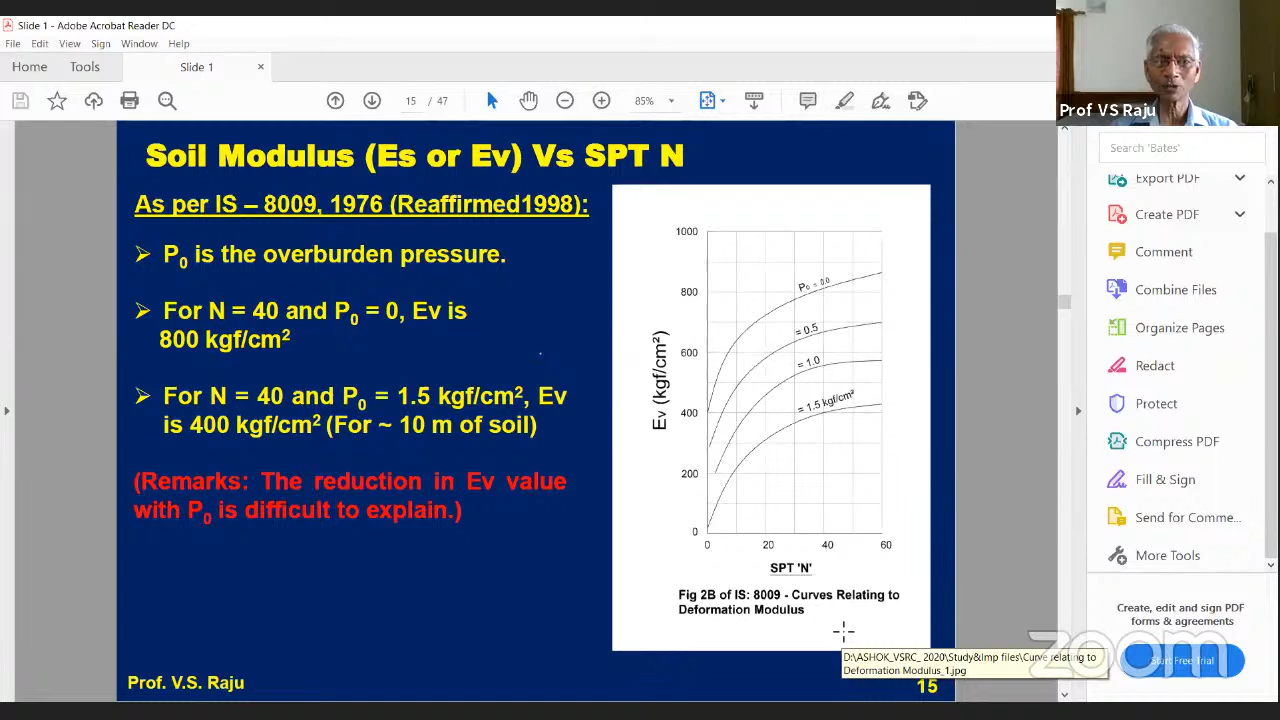 Slide 1 - Adobe Acrobat Reader DC
File Edit View Sign Window Help
Home Tools Slide 1 ×
15 / 47 85%
Prof VS Raju
Search 'Bates'
Export PDF
Create PDF
Comment
Combine Files
Organize Pages
Redact
Protect
Compress PDF
Fill & Sign
Send for Comme...
More Tools
Create, edit and sign PDF
forms & agreements
Start Free Trial
zoom
Soil Modulus (Es or Ev) Vs SPT N
As per IS – 8009, 1976 (Reaffirmed1998):
➢ P0 is the overburden pressure.
➢ For N = 40 and P0 = 0, Ev is
800 kgf/cm²
➢ For N = 40 and P0 = 1.5 kgf/cm², Ev
is 400 kgf/cm² (For ~ 10 m of soil)
(Remarks: The reduction in Ev value
with P0 is difficult to explain.)
Ev (kgf/cm²)
1000
800
600
400
200
0
P0 = 0.0
= 0.5
= 1.0
= 1.5 kgf/cm²
0 20 40 60
SPT 'N'
Fig 2B of IS: 8009 - Curves Relating to
Deformation Modulus
D:\ASHOK_VSRC_ 2020\Study&Imp files\Curve relating to
Deformation Modulus_1.jpg
Prof. V.S. Raju
15